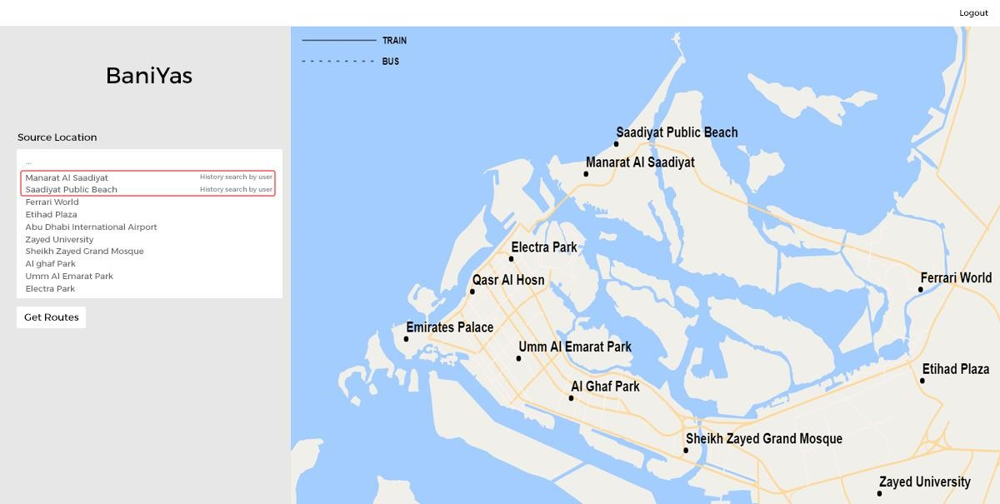 Logout
BaniYas
Source Location
...
Manarat Al Saadiyat History search by user
Saadiyat Public Beach History search by user
Ferrari World
Etihad Plaza
Abu Dhabi International Airport
Zayed University
Sheikh Zayed Grand Mosque
Al ghaf Park
Umm Al Emarat Park
Electra Park
Get Routes
TRAIN
BUS
Saadiyat Public Beach
Manarat Al Saadiyat
Electra Park
Qasr Al Hosn
Ferrari World
Emirates Palace
Umm Al Emarat Park
Etihad Plaza
Al Ghaf Park
Sheikh Zayed Grand Mosque
Zayed University